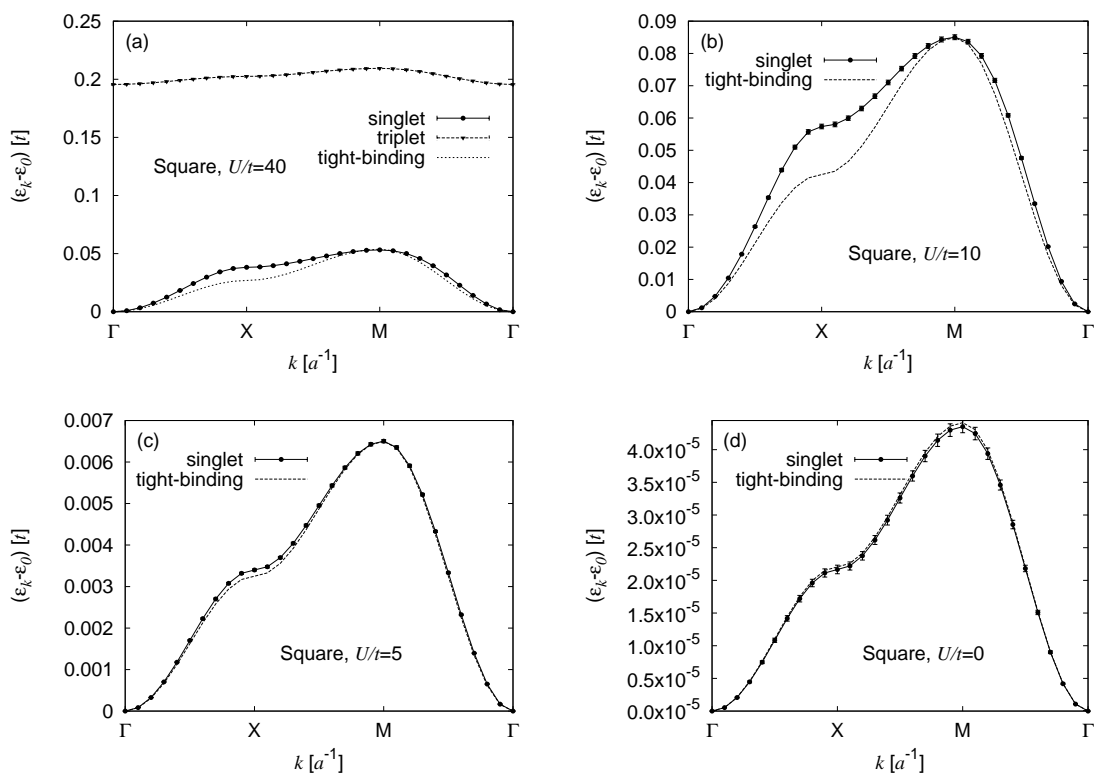 (a)
0.25
0.2
0.25
0.15
0.1
0.05
0
(ε_k-ε_0) [t]
singlet
triplet
tight-binding
Square, U/t=40
Γ X M Γ
k [a^-1]
(b)
0.09
0.08
0.07
0.06
0.05
0.04
0.03
0.02
0.01
0
(ε_k-ε_0) [t]
singlet
tight-binding
Square, U/t=10
Γ X M Γ
k [a^-1]
(c)
0.007
0.006
0.005
0.004
0.003
0.002
0.001
0
(ε_k-ε_0) [t]
singlet
tight-binding
Square, U/t=5
Γ X M Γ
k [a^-1]
(d)
4.0x10^-5
3.5x10^-5
3.0x10^-5
2.5x10^-5
2.0x10^-5
1.5x10^-5
1.0x10^-5
5.0x10^-6
0.0x10^-5
(ε_k-ε_0) [t]
singlet
tight-binding
Square, U/t=0
Γ X M Γ
k [a^-1]